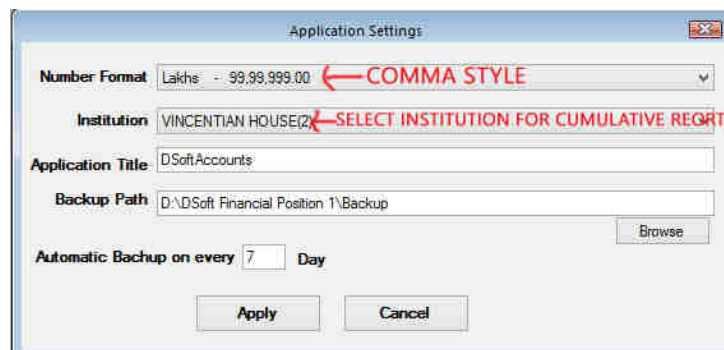 Application Settings
Number Format Lakhs - 99,99,999.00 COMMA STYLE
Institution VINCENTIAN HOUSE(2) SELECT INSTITUTION FOR CUMULATIVE REORT
Application Title DSoftAccounts
Backup Path D:\DSoft Financial Position 1\Backup
Browse
Automatic Bachup on every 7 Day
Apply Cancel